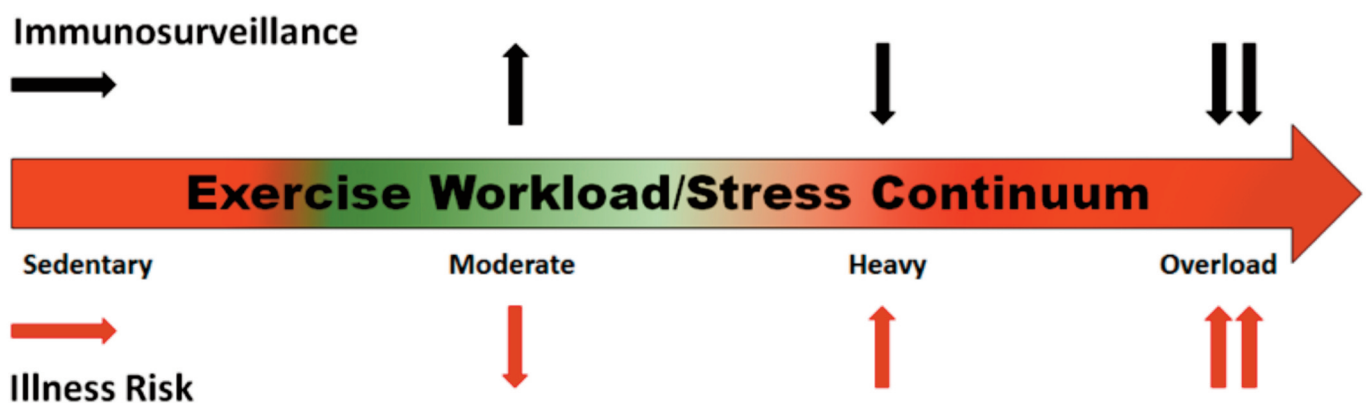 Immunosurveillance
Exercise Workload/Stress Continuum
Sedentary Moderate Heavy Overload
Illness Risk